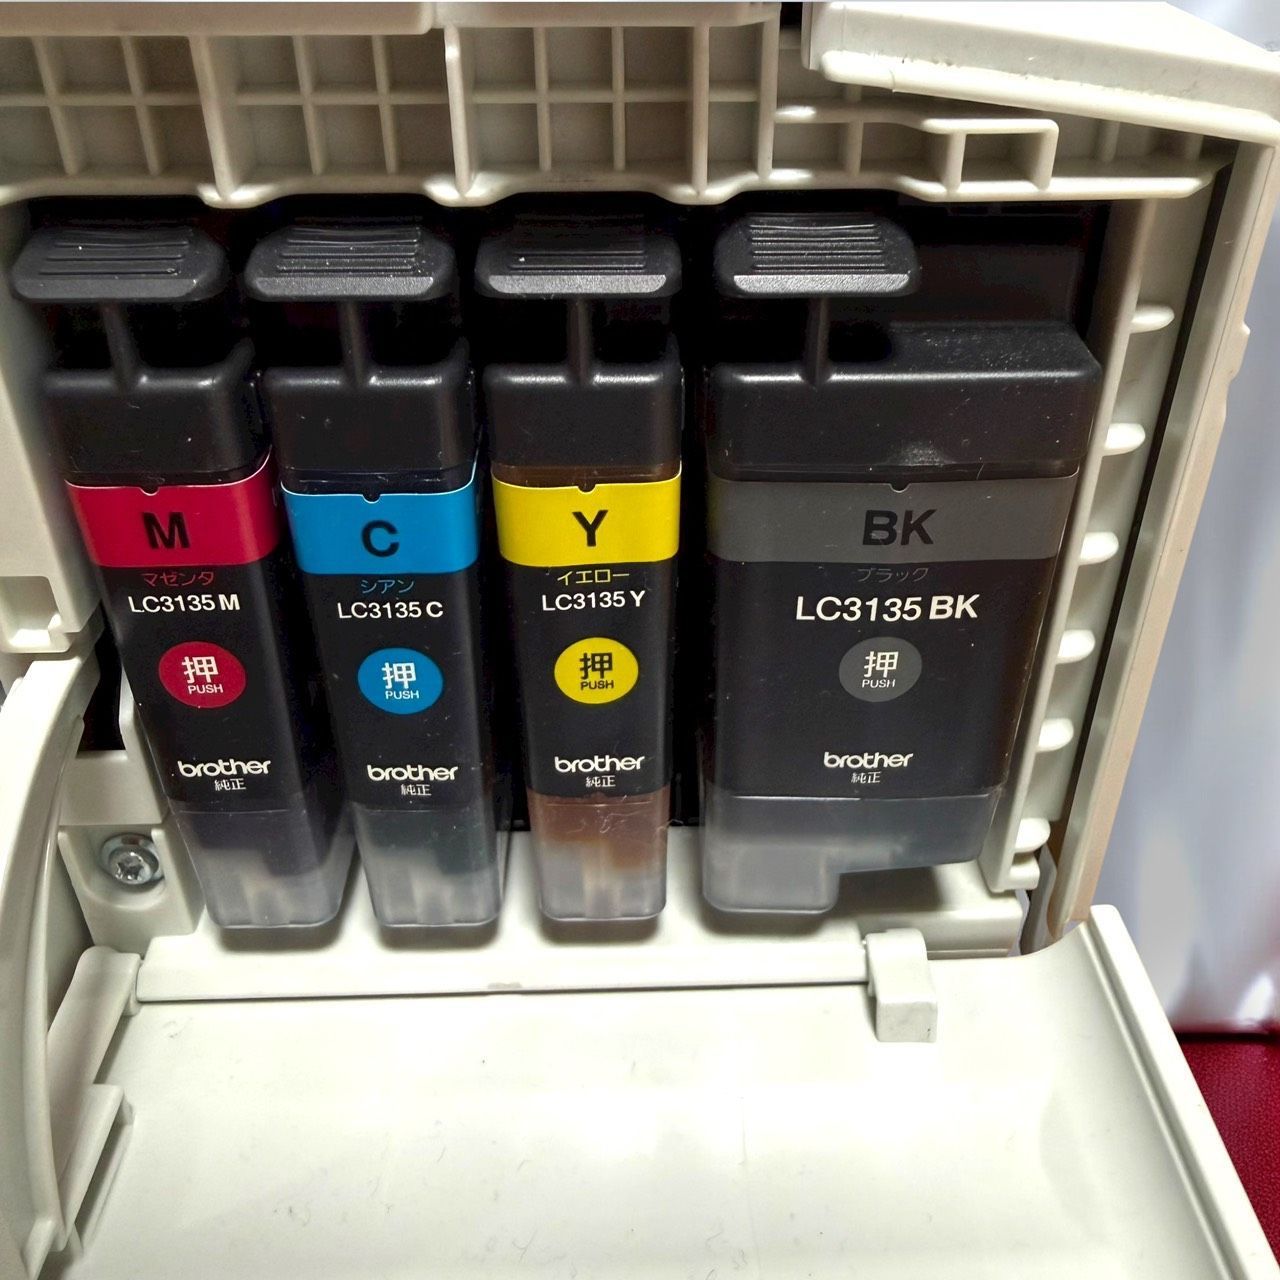 M
マゼンタ
LC3135 M
押
PUSH
brother
純正
C
シアン
LC3135 C
押
PUSH
brother
純正
Y
イエロー
LC3135 Y
押
PUSH
brother
純正
BK
ブラック
LC3135 BK
押
PUSH
brother
純正